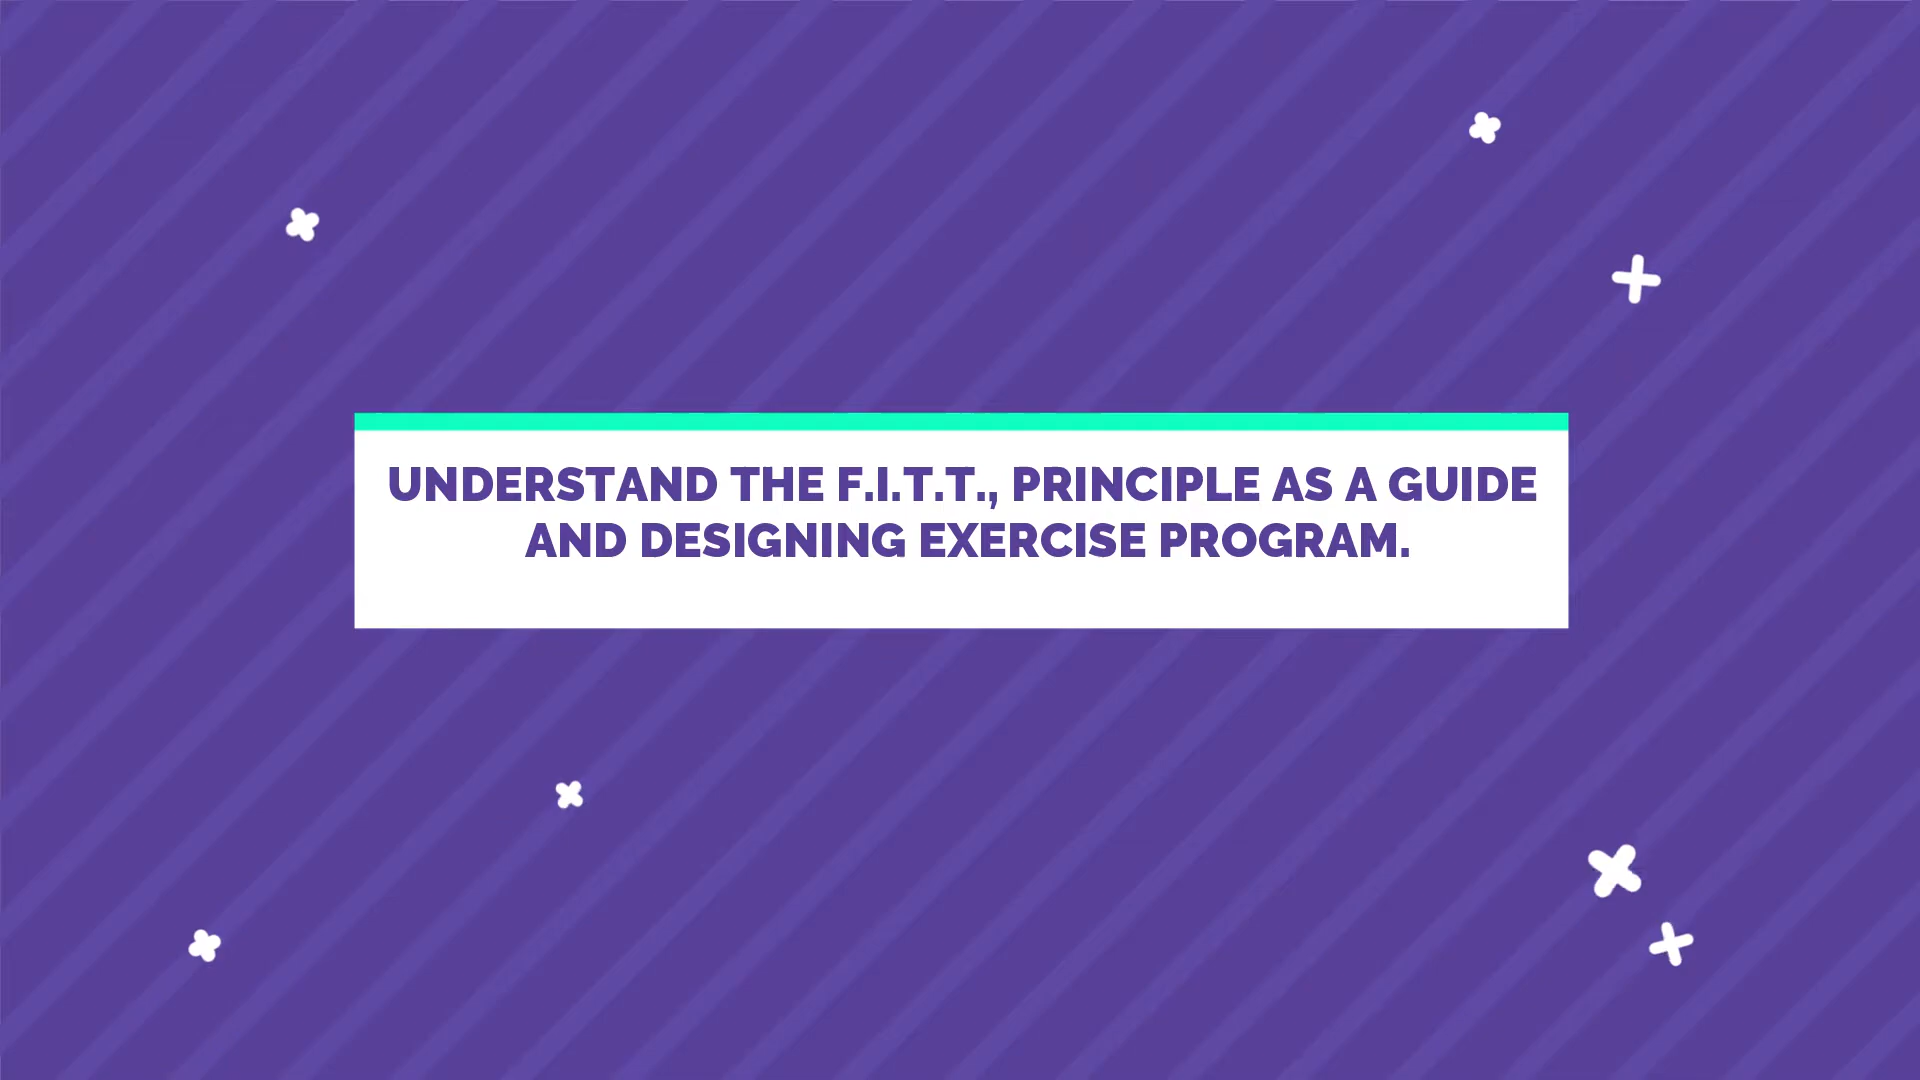 UNDERSTAND THE F.I.T.T., PRINCIPLE AS A GUIDE
AND DESIGNING EXERCISE PROGRAM.